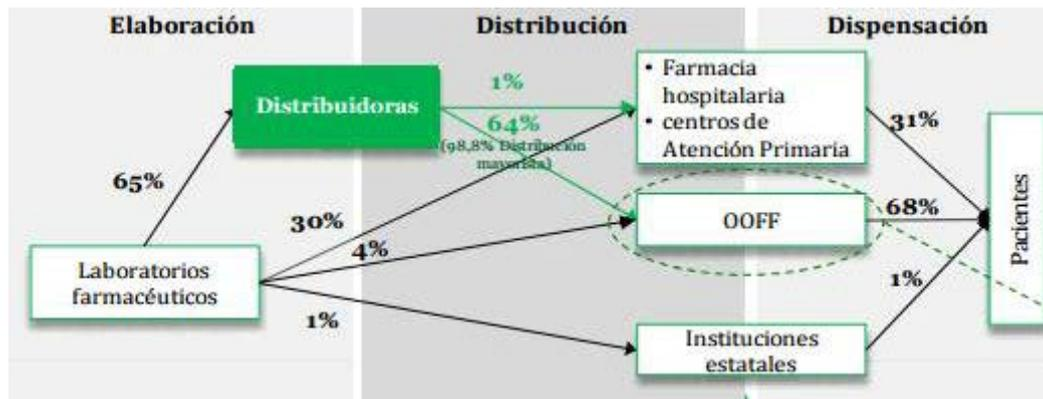 Elaboración
Distribución
Dispensación
Distribuidoras
1%
64%
(98,8% Distribución
mayorista)
• Farmacia
hospitalaria
• centros de
Atención Primaria
31%
65%
30%
4%
OOFF
68%
Pacientes
Laboratorios
farmacéuticos
1%
1%
Instituciones
estatales